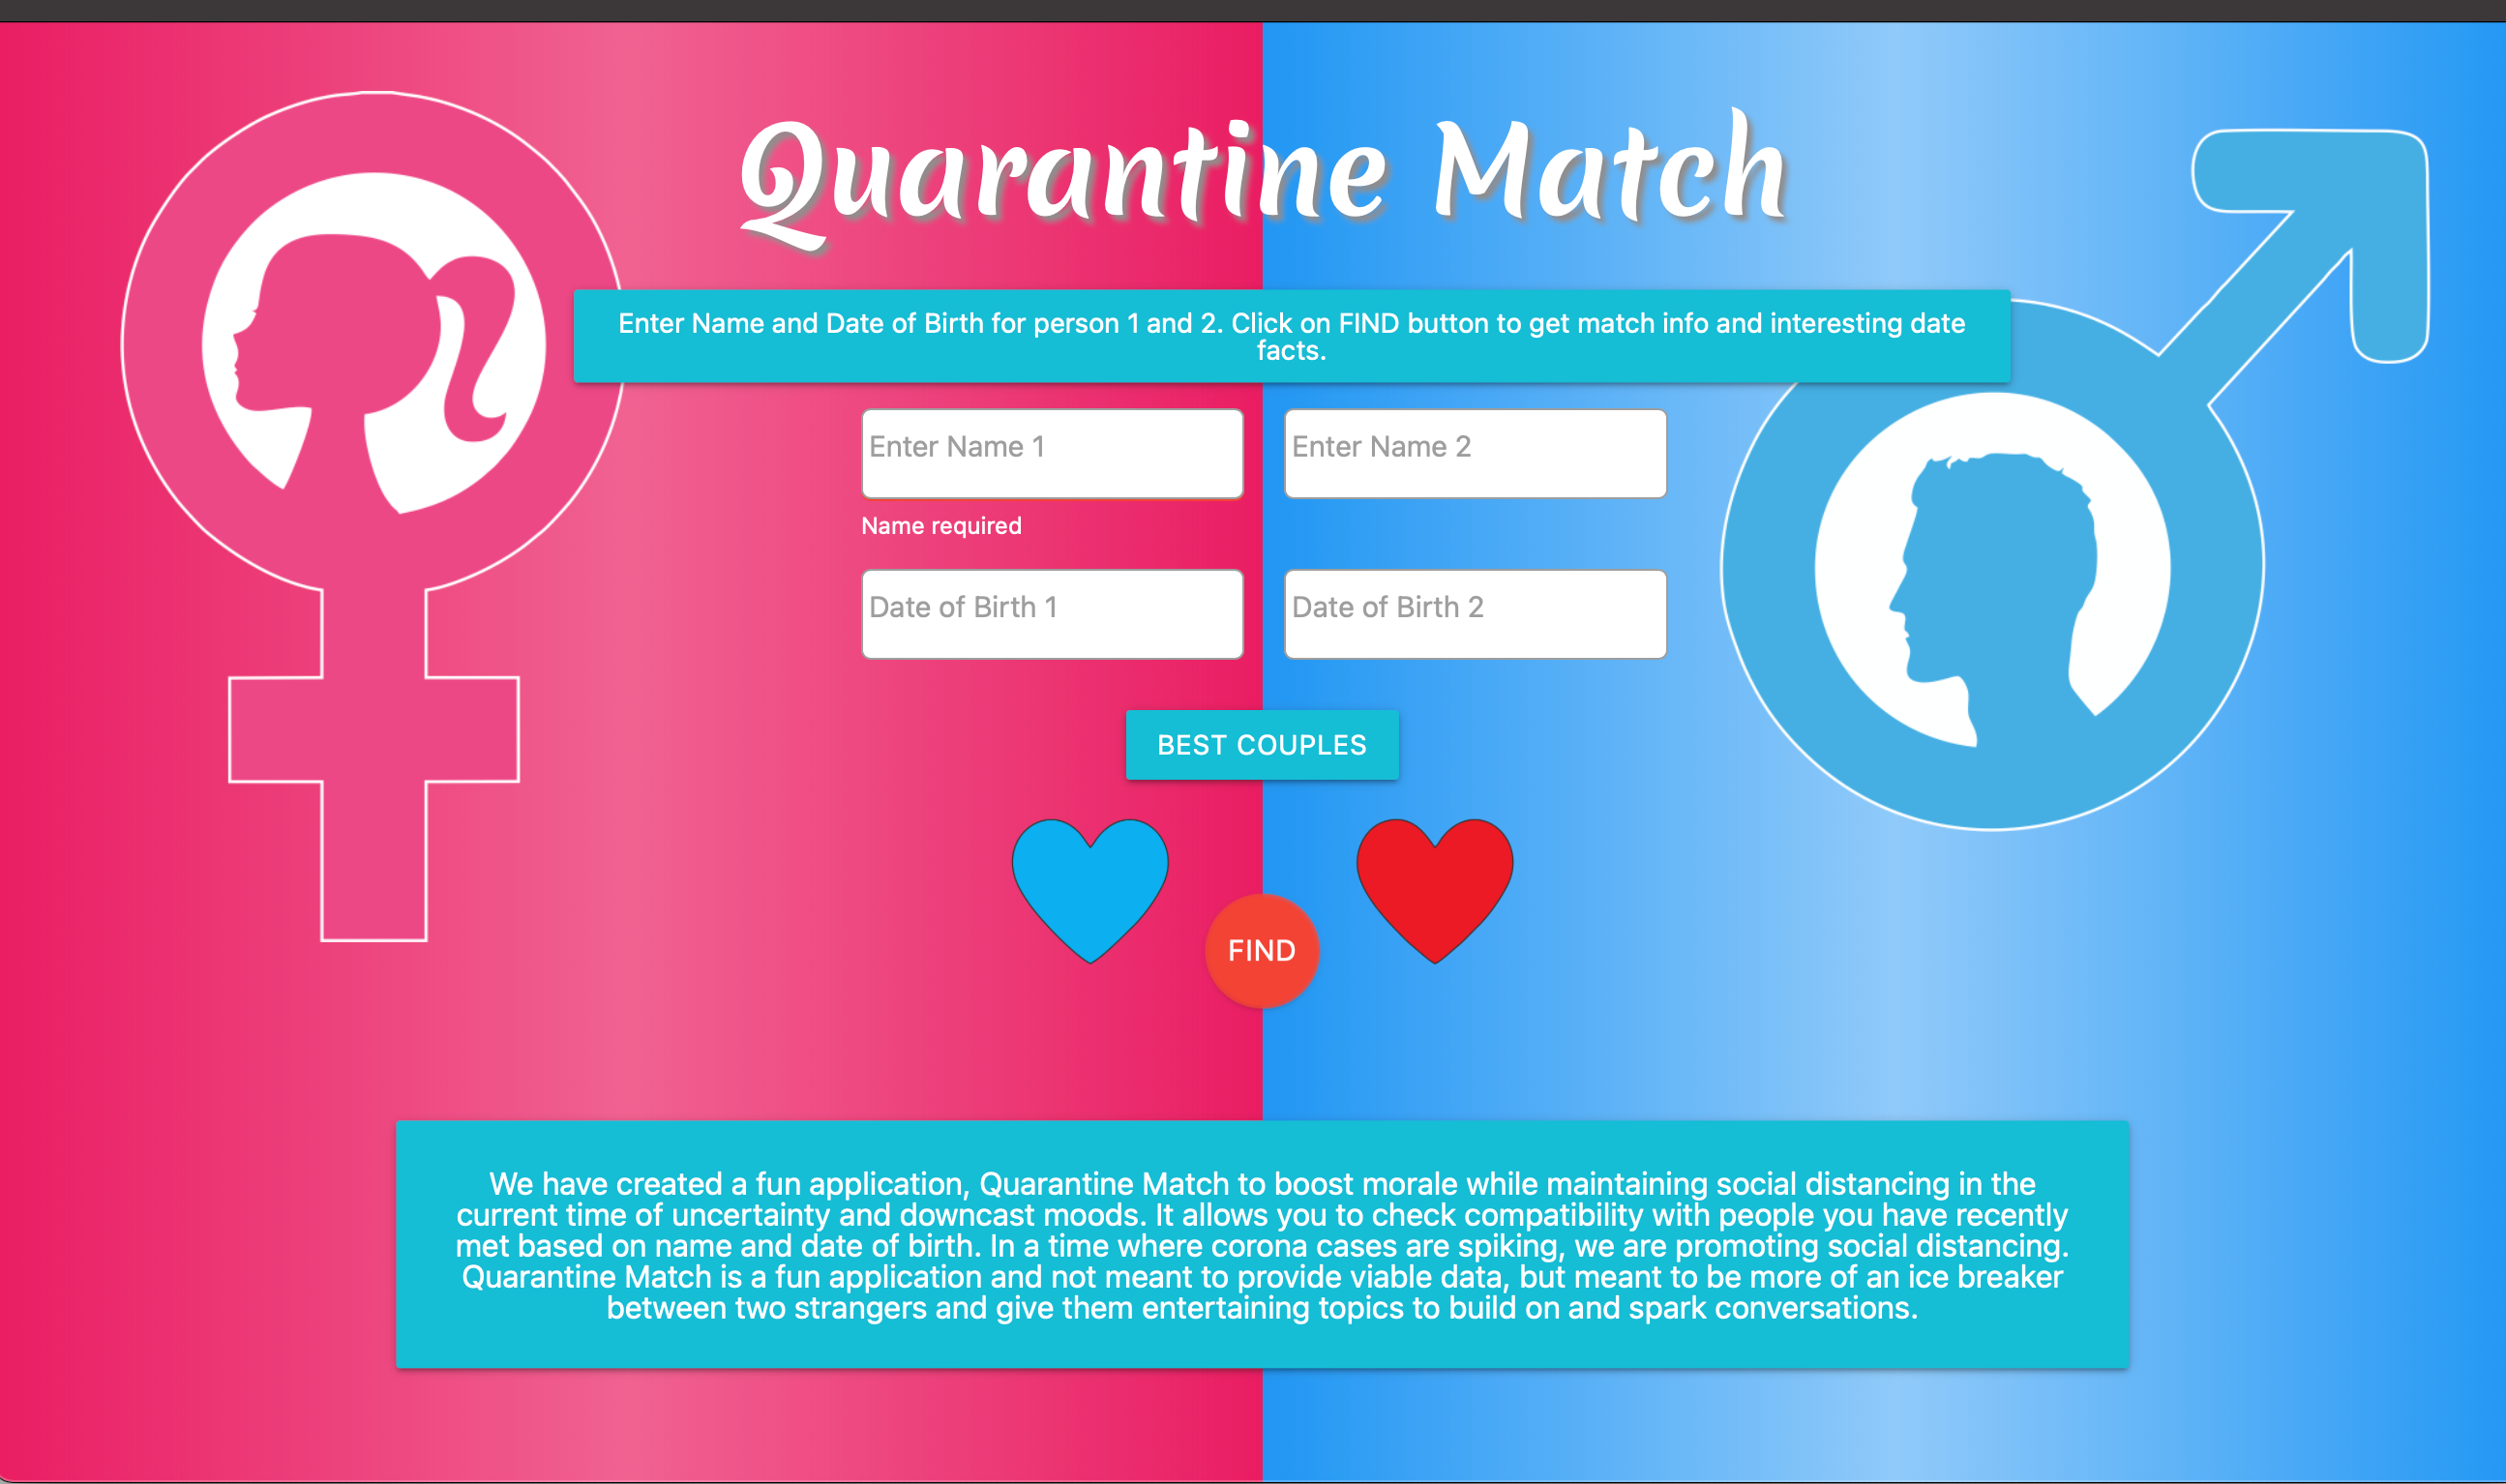 Quarantine Match
Enter Name and Date of Birth for person 1 and 2. Click on FIND button to get match info and interesting date
facts.
Enter Name 1
Enter Name 2
Name required
Date of Birth 1
Date of Birth 2
BEST COUPLES
FIND
We have created a fun application, Quarantine Match to boost morale while maintaining social distancing in the
current time of uncertainty and downcast moods. It allows you to check compatibility with people you have recently
met based on name and date of birth. In a time where corona cases are spiking, we are promoting social distancing.
Quarantine Match is a fun application and not meant to provide viable data, but meant to be more of an ice breaker
between two strangers and give them entertaining topics to build on and spark conversations.